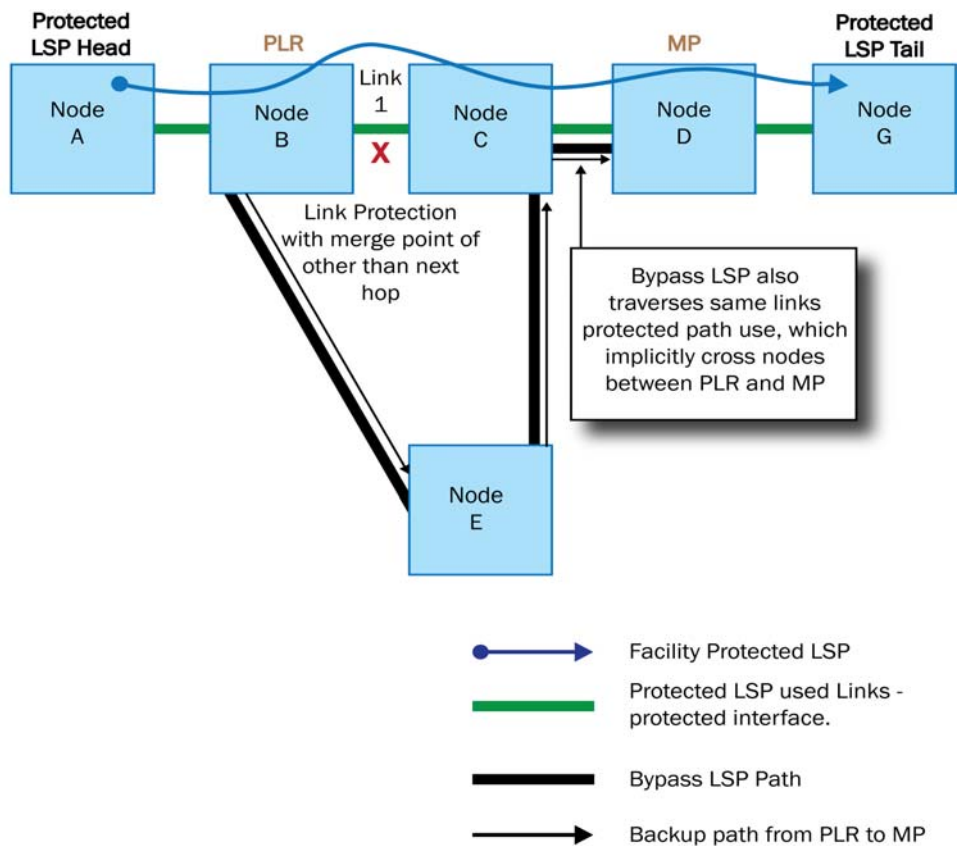 Protected
LSP Head
PLR
MP
Protected
LSP Tail
Node
A
Node
B
Link
1
X
Node
C
Node
D
Node
G
Link Protection
with merge point of
other than next
hop
Bypass LSP also
traverses same links
protected path use, which
implicitly cross nodes
between PLR and MP
Node
E
Facility Protected LSP
Protected LSP used Links -
protected interface.
Bypass LSP Path
Backup path from PLR to MP